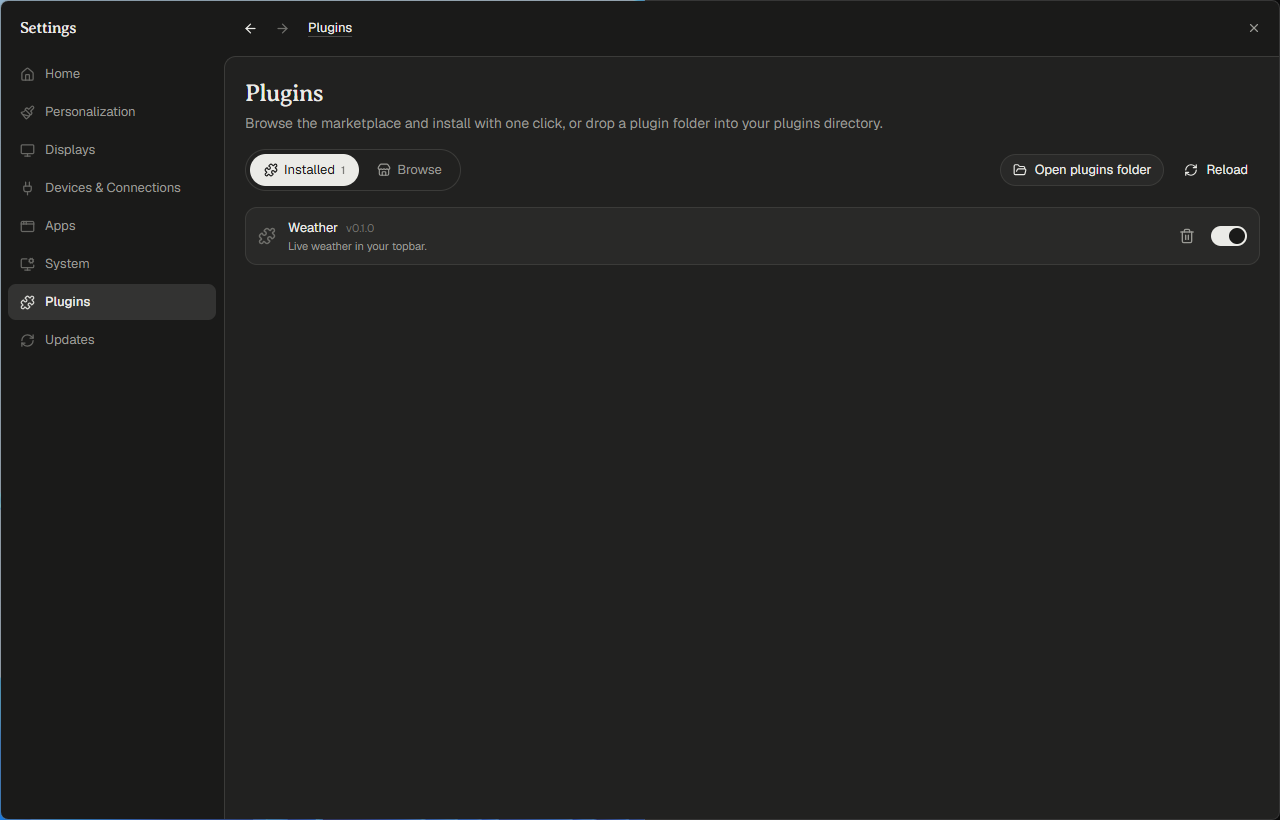 Settings
Plugins
Home
Personalization
Displays
Devices & Connections
Apps
System
Plugins
Updates
Plugins
Browse the marketplace and install with one click, or drop a plugin folder into your plugins directory.
Installed 1
Browse
Open plugins folder
Reload
Weather v0.1.0
Live weather in your topbar.